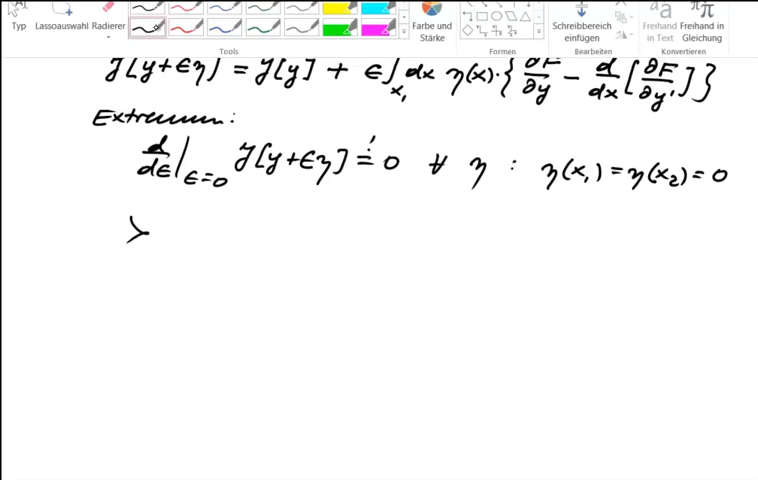 Typ Lassoauswahl Radierer Schreibbereich einfügen Freihand in Text Freihand in Gleichung
Farbe und Stärke
Tools Formen Bearbeiten Konvertieren
J[y+εη] = J[y] + ε∫_{x₁} dx η(x)·{∂F/∂y − d/dx[∂F/∂y']}
Extremum:
d/dε|_{ε=0} J[y+εη] =! 0 ∀ η : η(x₁) = η(x₂) = 0